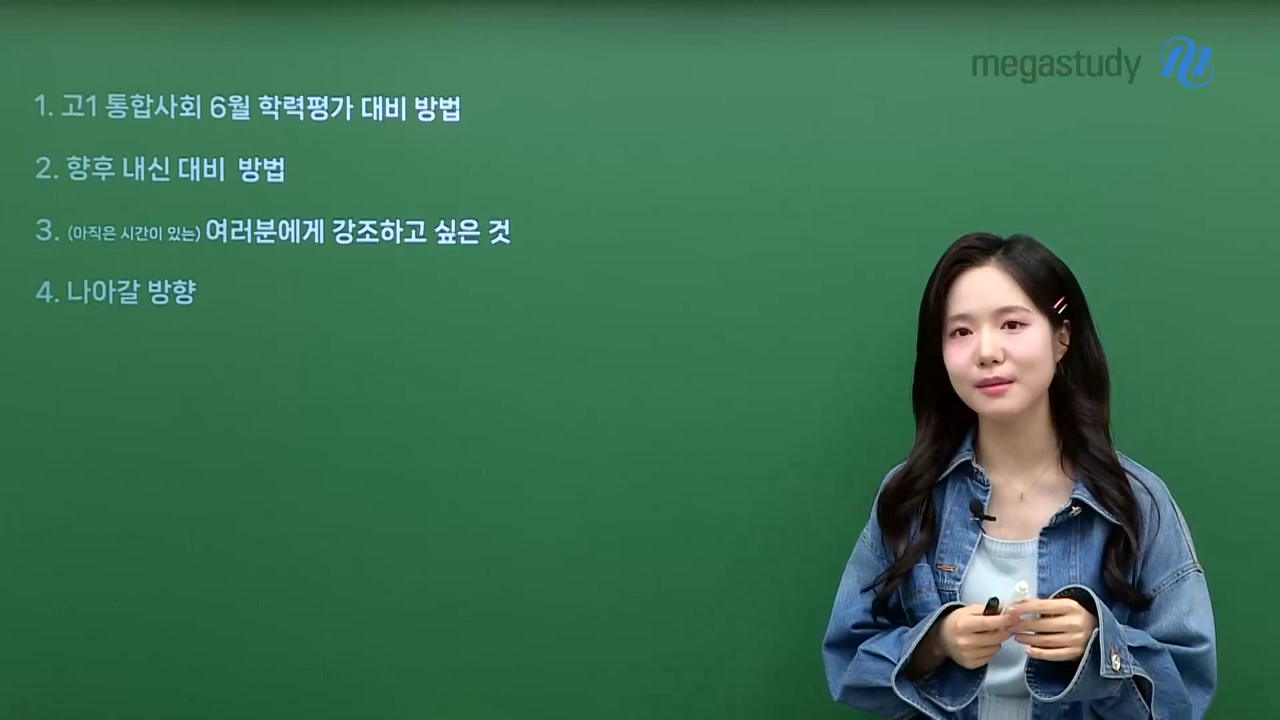 megastudy
1. 고1 통합사회 6월 학력평가 대비 방법
2. 향후 내신 대비 방법
3. (아직은 시간이 있는) 여러분에게 강조하고 싶은 것
4. 나아갈 방향